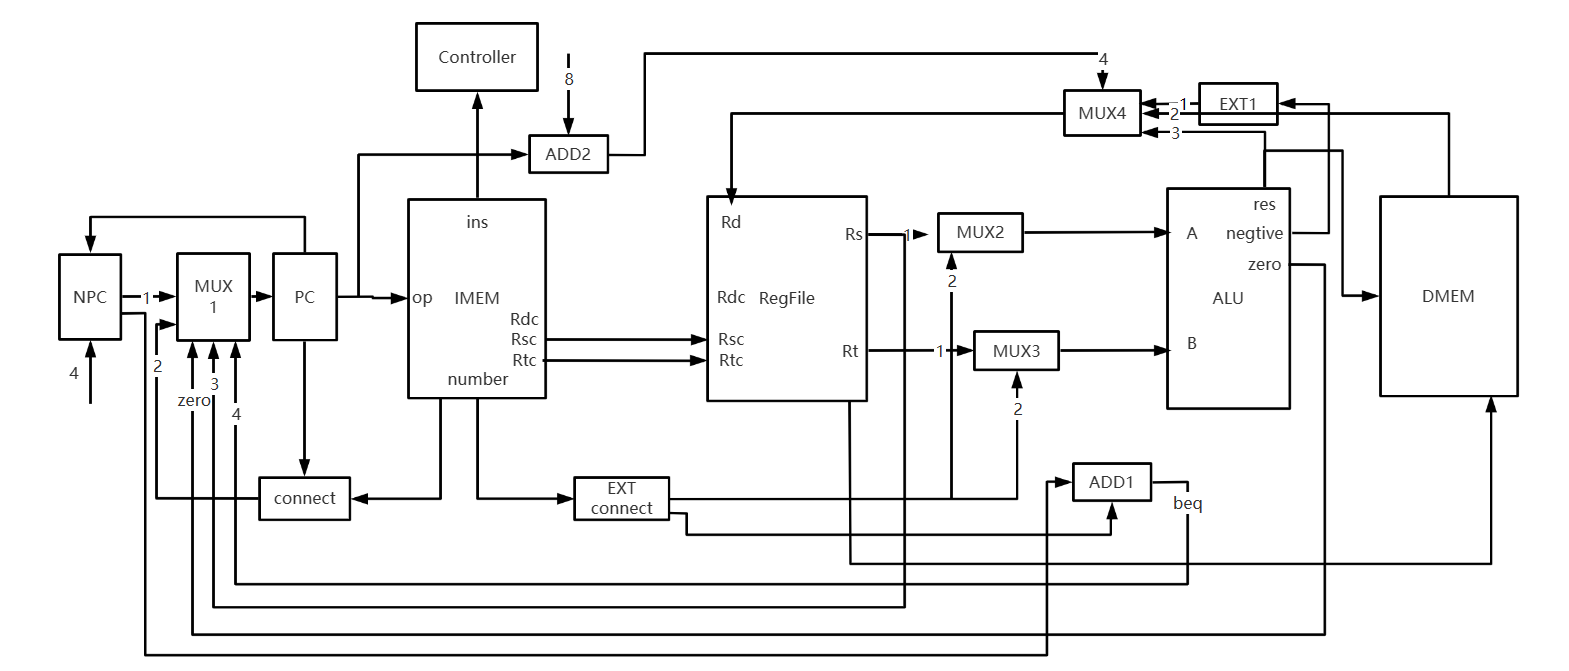 Controller
8
4
MUX4
1
EXT1
2
3
ADD2
ins
Rd
Rs
1
MUX2
A
res
negtive
zero
NPC
1
MUX
1
PC
op
IMEM
Rdc
RegFile
ALU
DMEM
2
Rdc
Rsc
Rtc
Rsc
Rtc
Rt
1
MUX3
B
number
4
2
3
zero
4
2
connect
EXT
connect
ADD1
beq